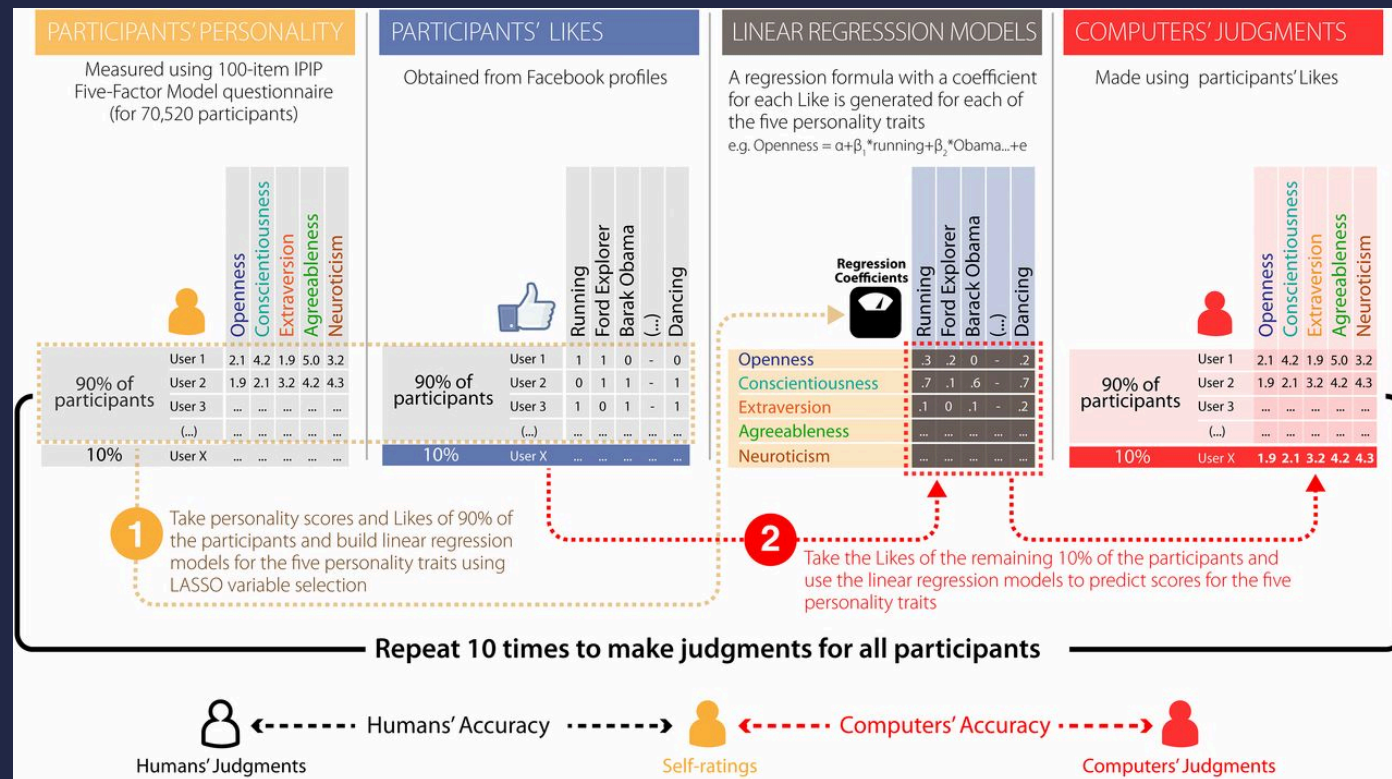 PARTICIPANTS' PERSONALITY
Measured using 100-item IPIP
Five-Factor Model questionnaire
(for 70,520 participants)
Openness
Conscientiousness
Extraversion
Agreeableness
Neuroticism
90% of
participants
User 1 2.1 4.2 1.9 5.0 3.2
User 2 1.9 2.1 3.2 4.2 4.3
User 3 ... ... ... ... ...
(...) ... ... ... ... ...
10% User X ... ... ... ... ...
PARTICIPANTS' LIKES
Obtained from Facebook profiles
Running
Ford Explorer
Barak Obama
(...)
Dancing
90% of
participants
User 1 1 1 0 - 0
User 2 0 1 1 - 1
User 3 1 0 1 - 1
(...) ... ... ... ... ...
10% User X ... ... ... ... ...
LINEAR REGRESSSION MODELS
A regression formula with a coefficient
for each Like is generated for each of
the five personality traits
e.g. Openness = α+β₁*running+β₂*Obama...+e
Regression
Coefficients
Running
Ford Explorer
Barack Obama
(...)
Dancing
Openness .3 .2 0 - .2
Conscientiousness .7 .1 .6 - .7
Extraversion .1 0 .1 - .2
Agreeableness ... ... ... ... ...
Neuroticism ... ... ... ... ...
COMPUTERS' JUDGMENTS
Made using participants' Likes
Openness
Conscientiousness
Extraversion
Agreeableness
Neuroticism
90% of
participants
User 1 2.1 4.2 1.9 5.0 3.2
User 2 1.9 2.1 3.2 4.2 4.3
User 3 ... ... ... ... ...
(...) ... ... ... ... ...
10% User X 1.9 2.1 3.2 4.2 4.3
1
Take personality scores and Likes of 90% of
the participants and build linear regression
models for the five personality traits using
LASSO variable selection
2
Take the Likes of the remaining 10% of the participants and
use the linear regression models to predict scores for the five
personality traits
Repeat 10 times to make judgments for all participants
Humans' Accuracy
Computers' Accuracy
Humans' Judgments
Self-ratings
Computers' Judgments